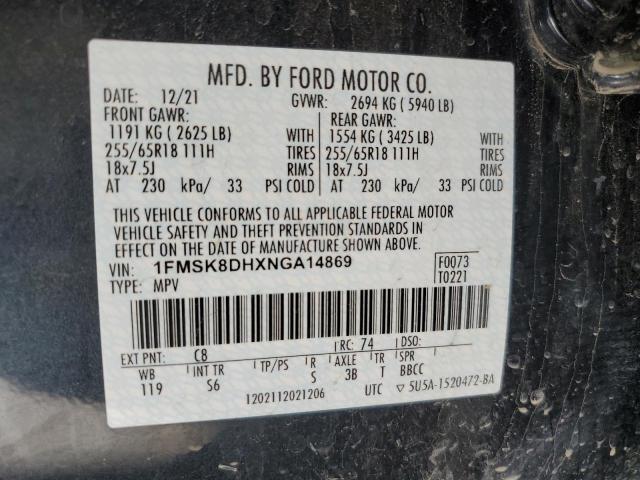 MFD. BY FORD MOTOR CO.
DATE: 12/21 GVWR: 2694 KG ( 5940 LB)
FRONT GAWR: REAR GAWR:
1191 KG ( 2625 LB) WITH 1554 KG ( 3425 LB) WITH
255/65R18 111H TIRES 255/65R18 111H TIRES
18x7.5J RIMS 18x7.5J RIMS
AT 230 kPa/ 33 PSI COLD AT 230 kPa/ 33 PSI COLD
THIS VEHICLE CONFORMS TO ALL APPLICABLE FEDERAL MOTOR
VEHICLE SAFETY AND THEFT PREVENTION STANDARDS IN
EFFECT ON THE DATE OF MANUFACTURE SHOWN ABOVE.
VIN: 1FMSK8DHXNGA14869 F0073
TYPE: MPV T0221
EXT PNT: C8 RC: 74 DSO:
WB INT TR TP/PS R AXLE TR SPR
119 S6 S 3B T BBCC
1202112021206 UTC ▽ 5U5A-1520472-BA